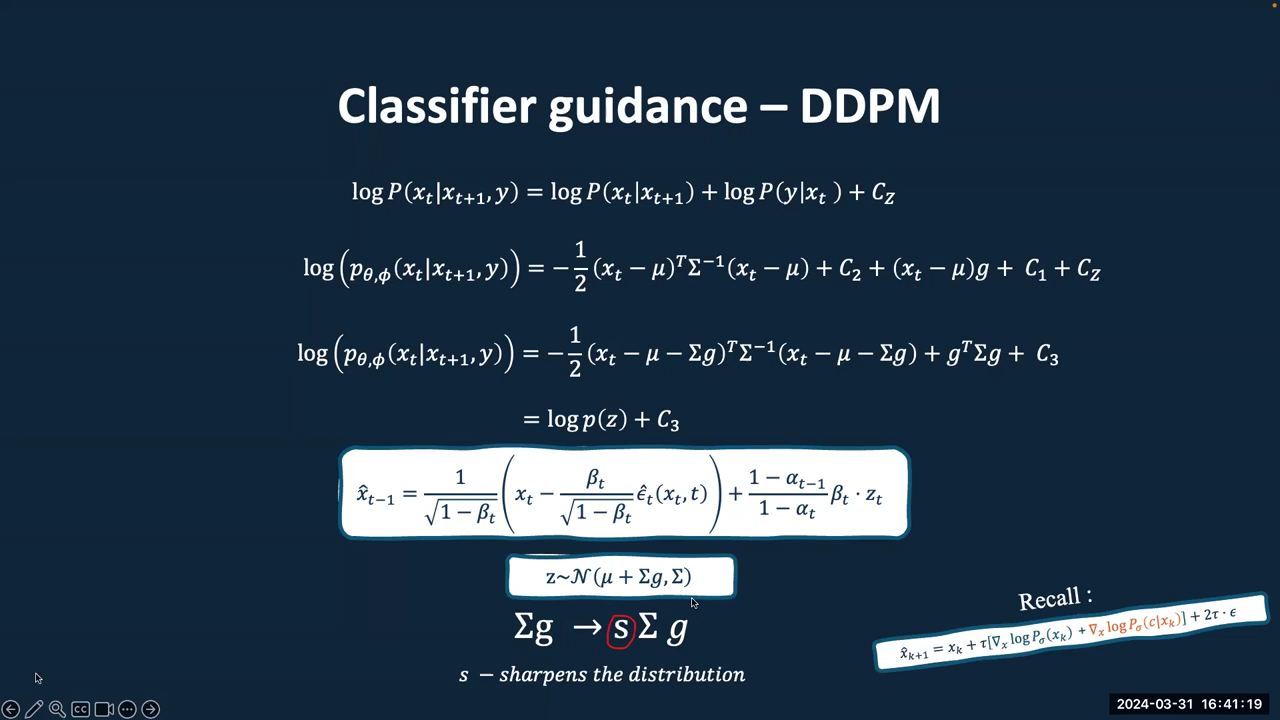 Classifier guidance – DDPM
log P(x_t|x_{t+1}, y) = log P(x_t|x_{t+1}) + log P(y|x_t ) + C_Z
log (p_{θ,ϕ}(x_t|x_{t+1}, y)) = −1/2 (x_t − μ)^T Σ^{−1}(x_t − μ) + C_2 + (x_t − μ)g + C_1 + C_Z
log (p_{θ,ϕ}(x_t|x_{t+1}, y)) = −1/2 (x_t − μ − Σg)^T Σ^{−1}(x_t − μ − Σg) + g^T Σg + C_3
= log p(z) + C_3
x̂_{t−1} = 1/√(1 − β_t) (x_t − β_t/√(1 − β_t) ϵ̂_t(x_t, t)) + (1 − α_{t−1})/(1 − α_t) β_t · z_t
z~𝒩(μ + Σg, Σ)
Σg → s Σ g
s − sharpens the distribution
Recall :
x̂_{k+1} = x_k + τ[∇_x log P_σ(x_k) + ∇_x log P_σ(c|x_k)] + 2τ · ϵ
CC
2024-03-31 16:41:19